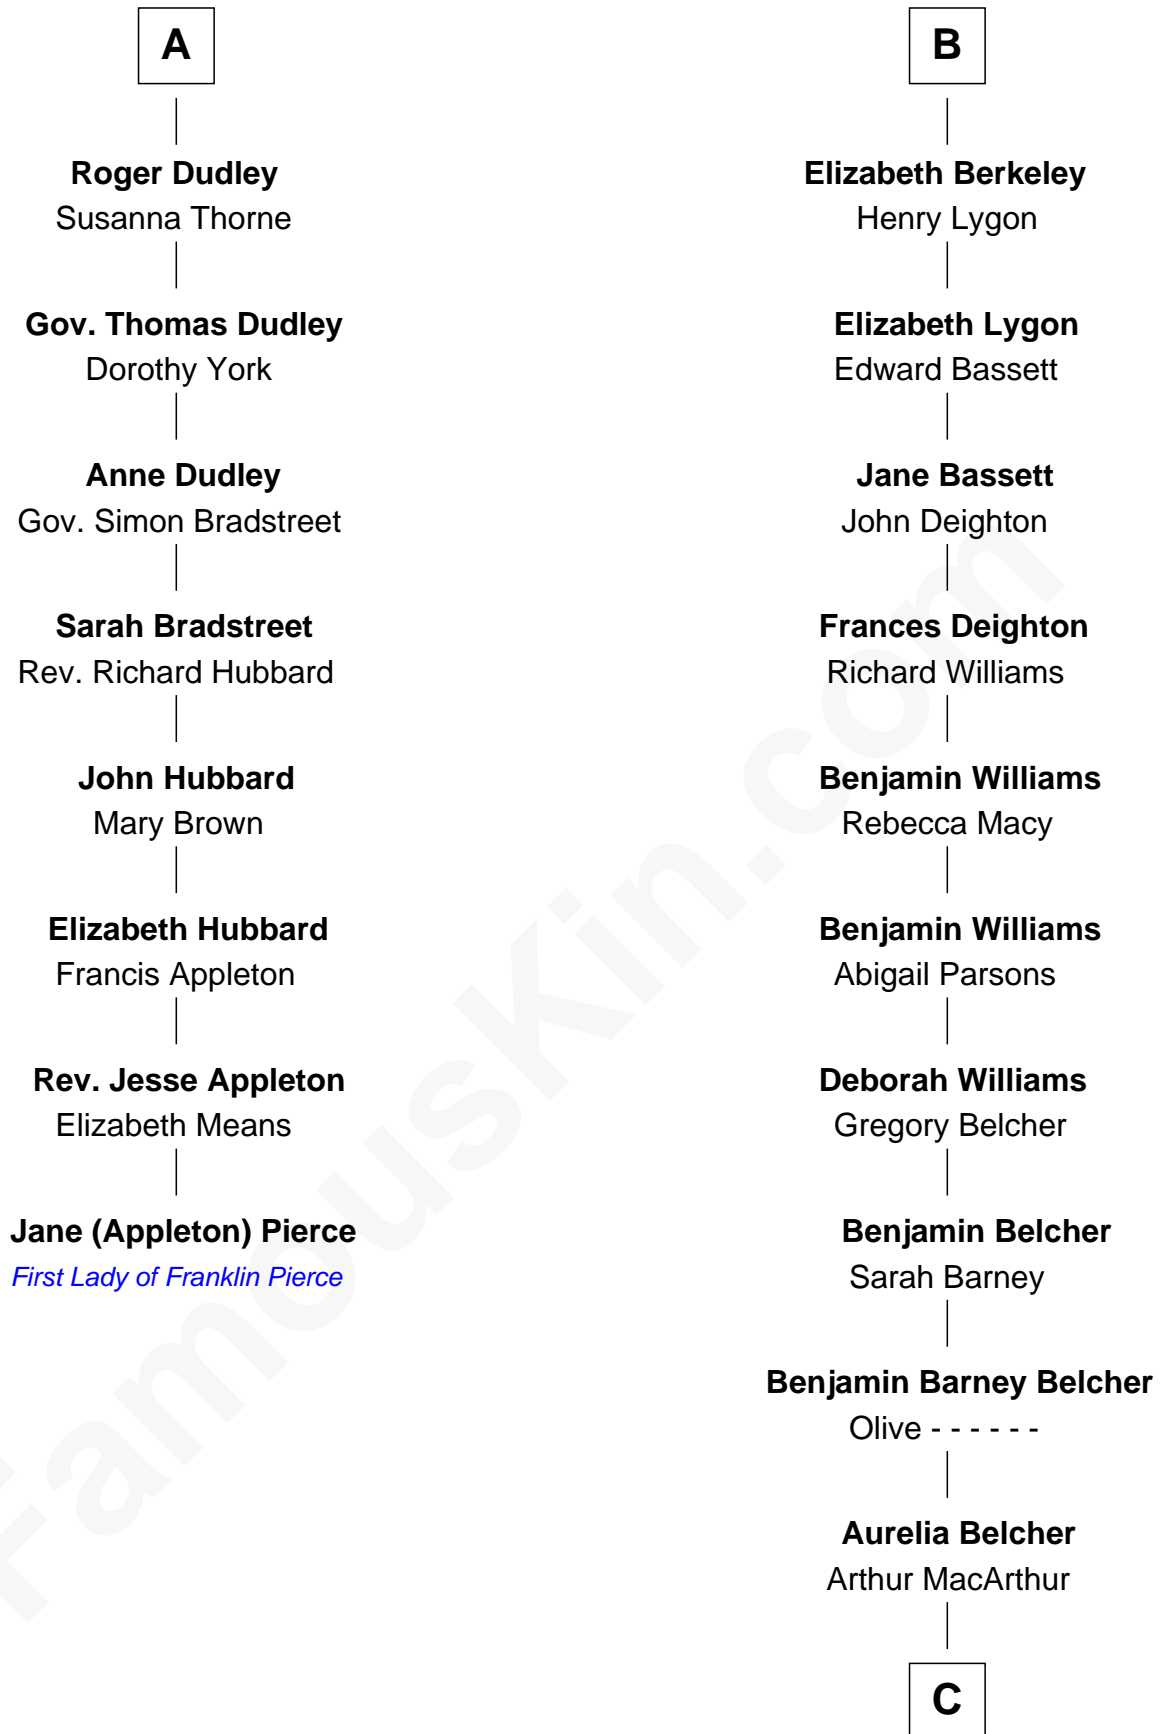 A
Roger Dudley
Susanna Thorne
Gov. Thomas Dudley
Dorothy York
Anne Dudley
Gov. Simon Bradstreet
Sarah Bradstreet
Rev. Richard Hubbard
John Hubbard
Mary Brown
Elizabeth Hubbard
Francis Appleton
Rev. Jesse Appleton
Elizabeth Means
Jane (Appleton) Pierce
First Lady of Franklin Pierce
B
Elizabeth Berkeley
Henry Lygon
Elizabeth Lygon
Edward Bassett
Jane Bassett
John Deighton
Frances Deighton
Richard Williams
Benjamin Williams
Rebecca Macy
Benjamin Williams
Abigail Parsons
Deborah Williams
Gregory Belcher
Benjamin Belcher
Sarah Barney
Benjamin Barney Belcher
Olive - - - - - -
Aurelia Belcher
Arthur MacArthur
C
FamousKin.com